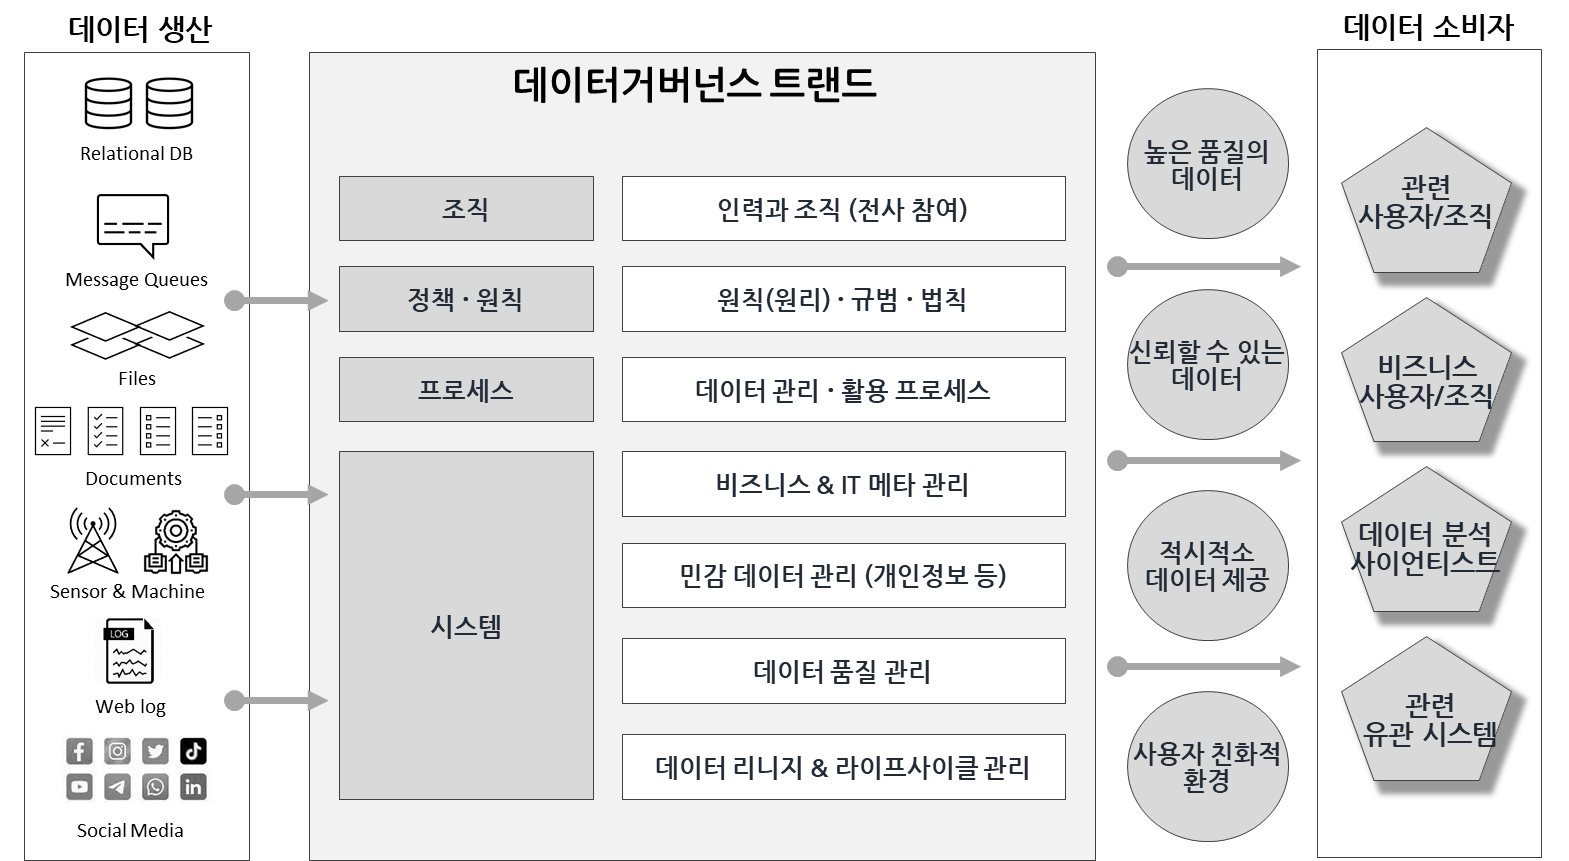 데이터 생산
Relational DB
Message Queues
Files
Documents
Sensor & Machine
LOG
Web log
Social Media
데이터거버넌스 트랜드
조직
인력과 조직 (전사 참여)
정책 · 원칙
원칙(원리) · 규범 · 법칙
프로세스
데이터 관리 · 활용 프로세스
시스템
비즈니스 & IT 메타 관리
민감 데이터 관리 (개인정보 등)
데이터 품질 관리
데이터 리니지 & 라이프사이클 관리
높은 품질의
데이터
신뢰할 수 있는
데이터
적시적소
데이터 제공
사용자 친화적
환경
데이터 소비자
관련
사용자/조직
비즈니스
사용자/조직
데이터 분석
사이언티스트
관련
유관 시스템